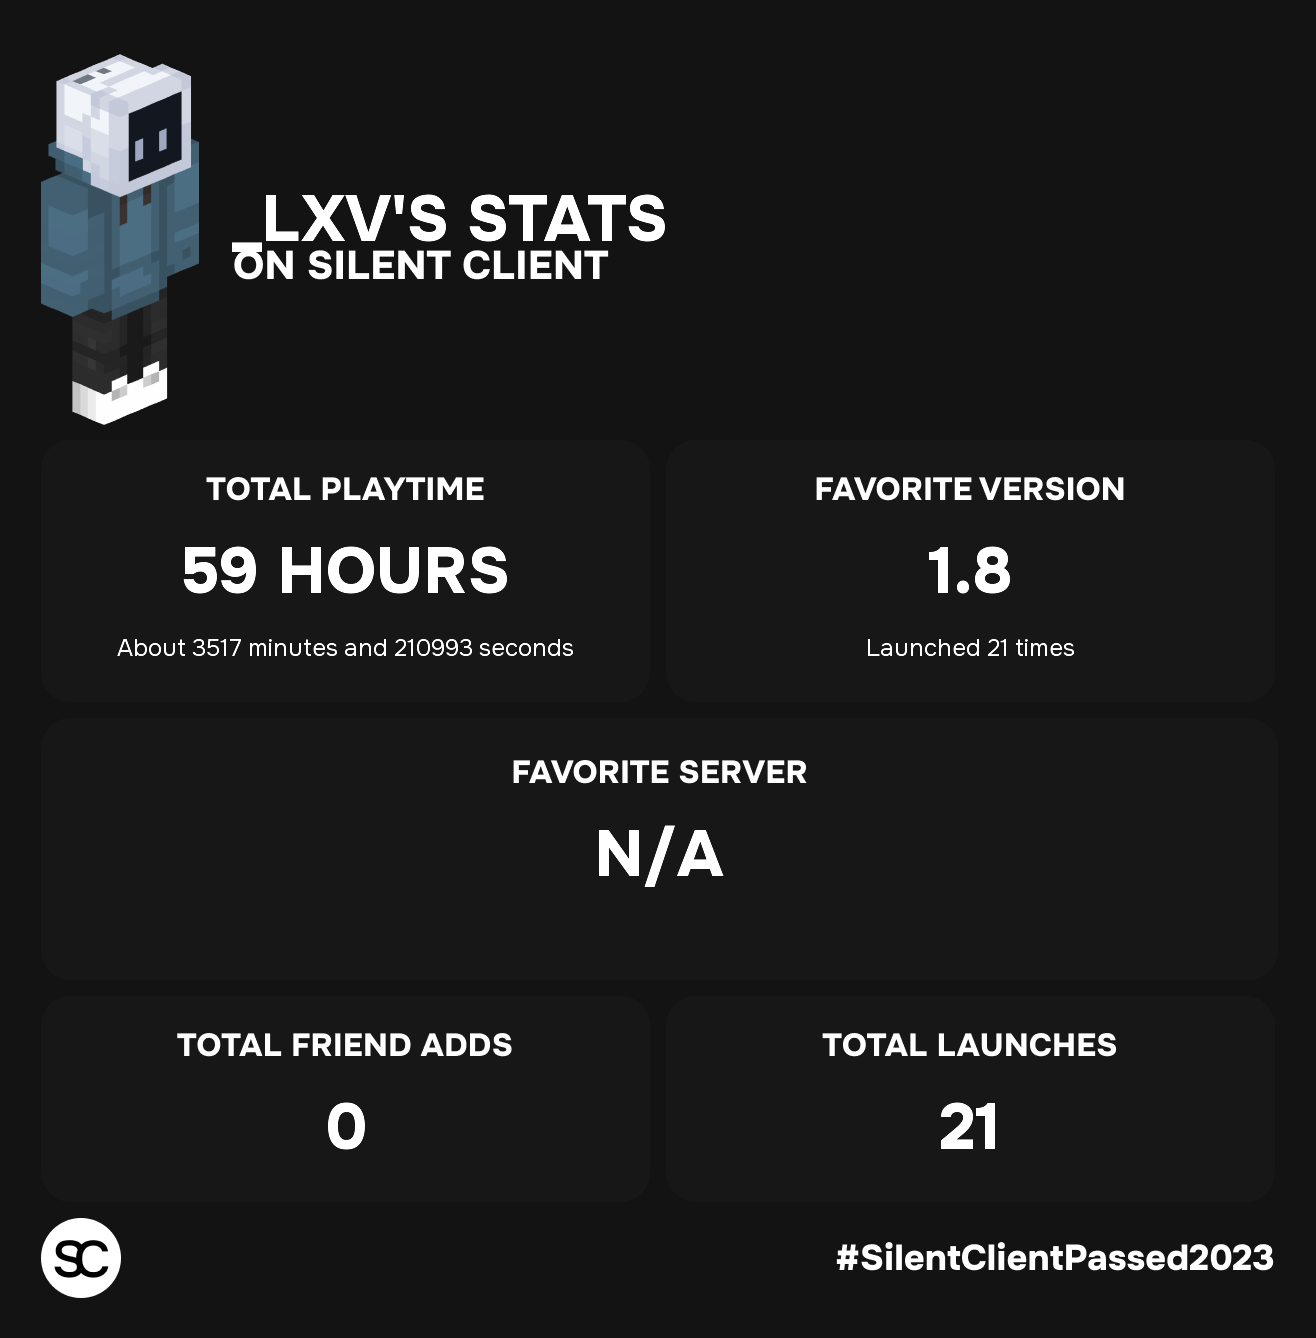 _LXV'S STATS
ON SILENT CLIENT
TOTAL PLAYTIME
59 HOURS
About 3517 minutes and 210993 seconds
FAVORITE VERSION
1.8
Launched 21 times
FAVORITE SERVER
N/A
TOTAL FRIEND ADDS
0
TOTAL LAUNCHES
21
SC
#SilentClientPassed2023